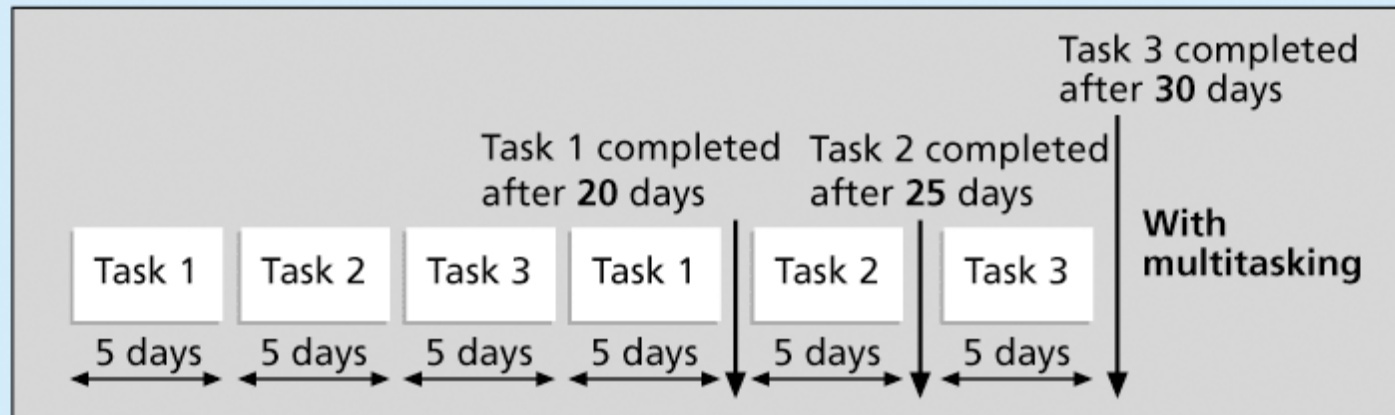 Task 3 completed
after 30 days
Task 1 completed
after 20 days
Task 2 completed
after 25 days
With
multitasking
Task 1
Task 2
Task 3
Task 1
Task 2
Task 3
5 days
5 days
5 days
5 days
5 days
5 days